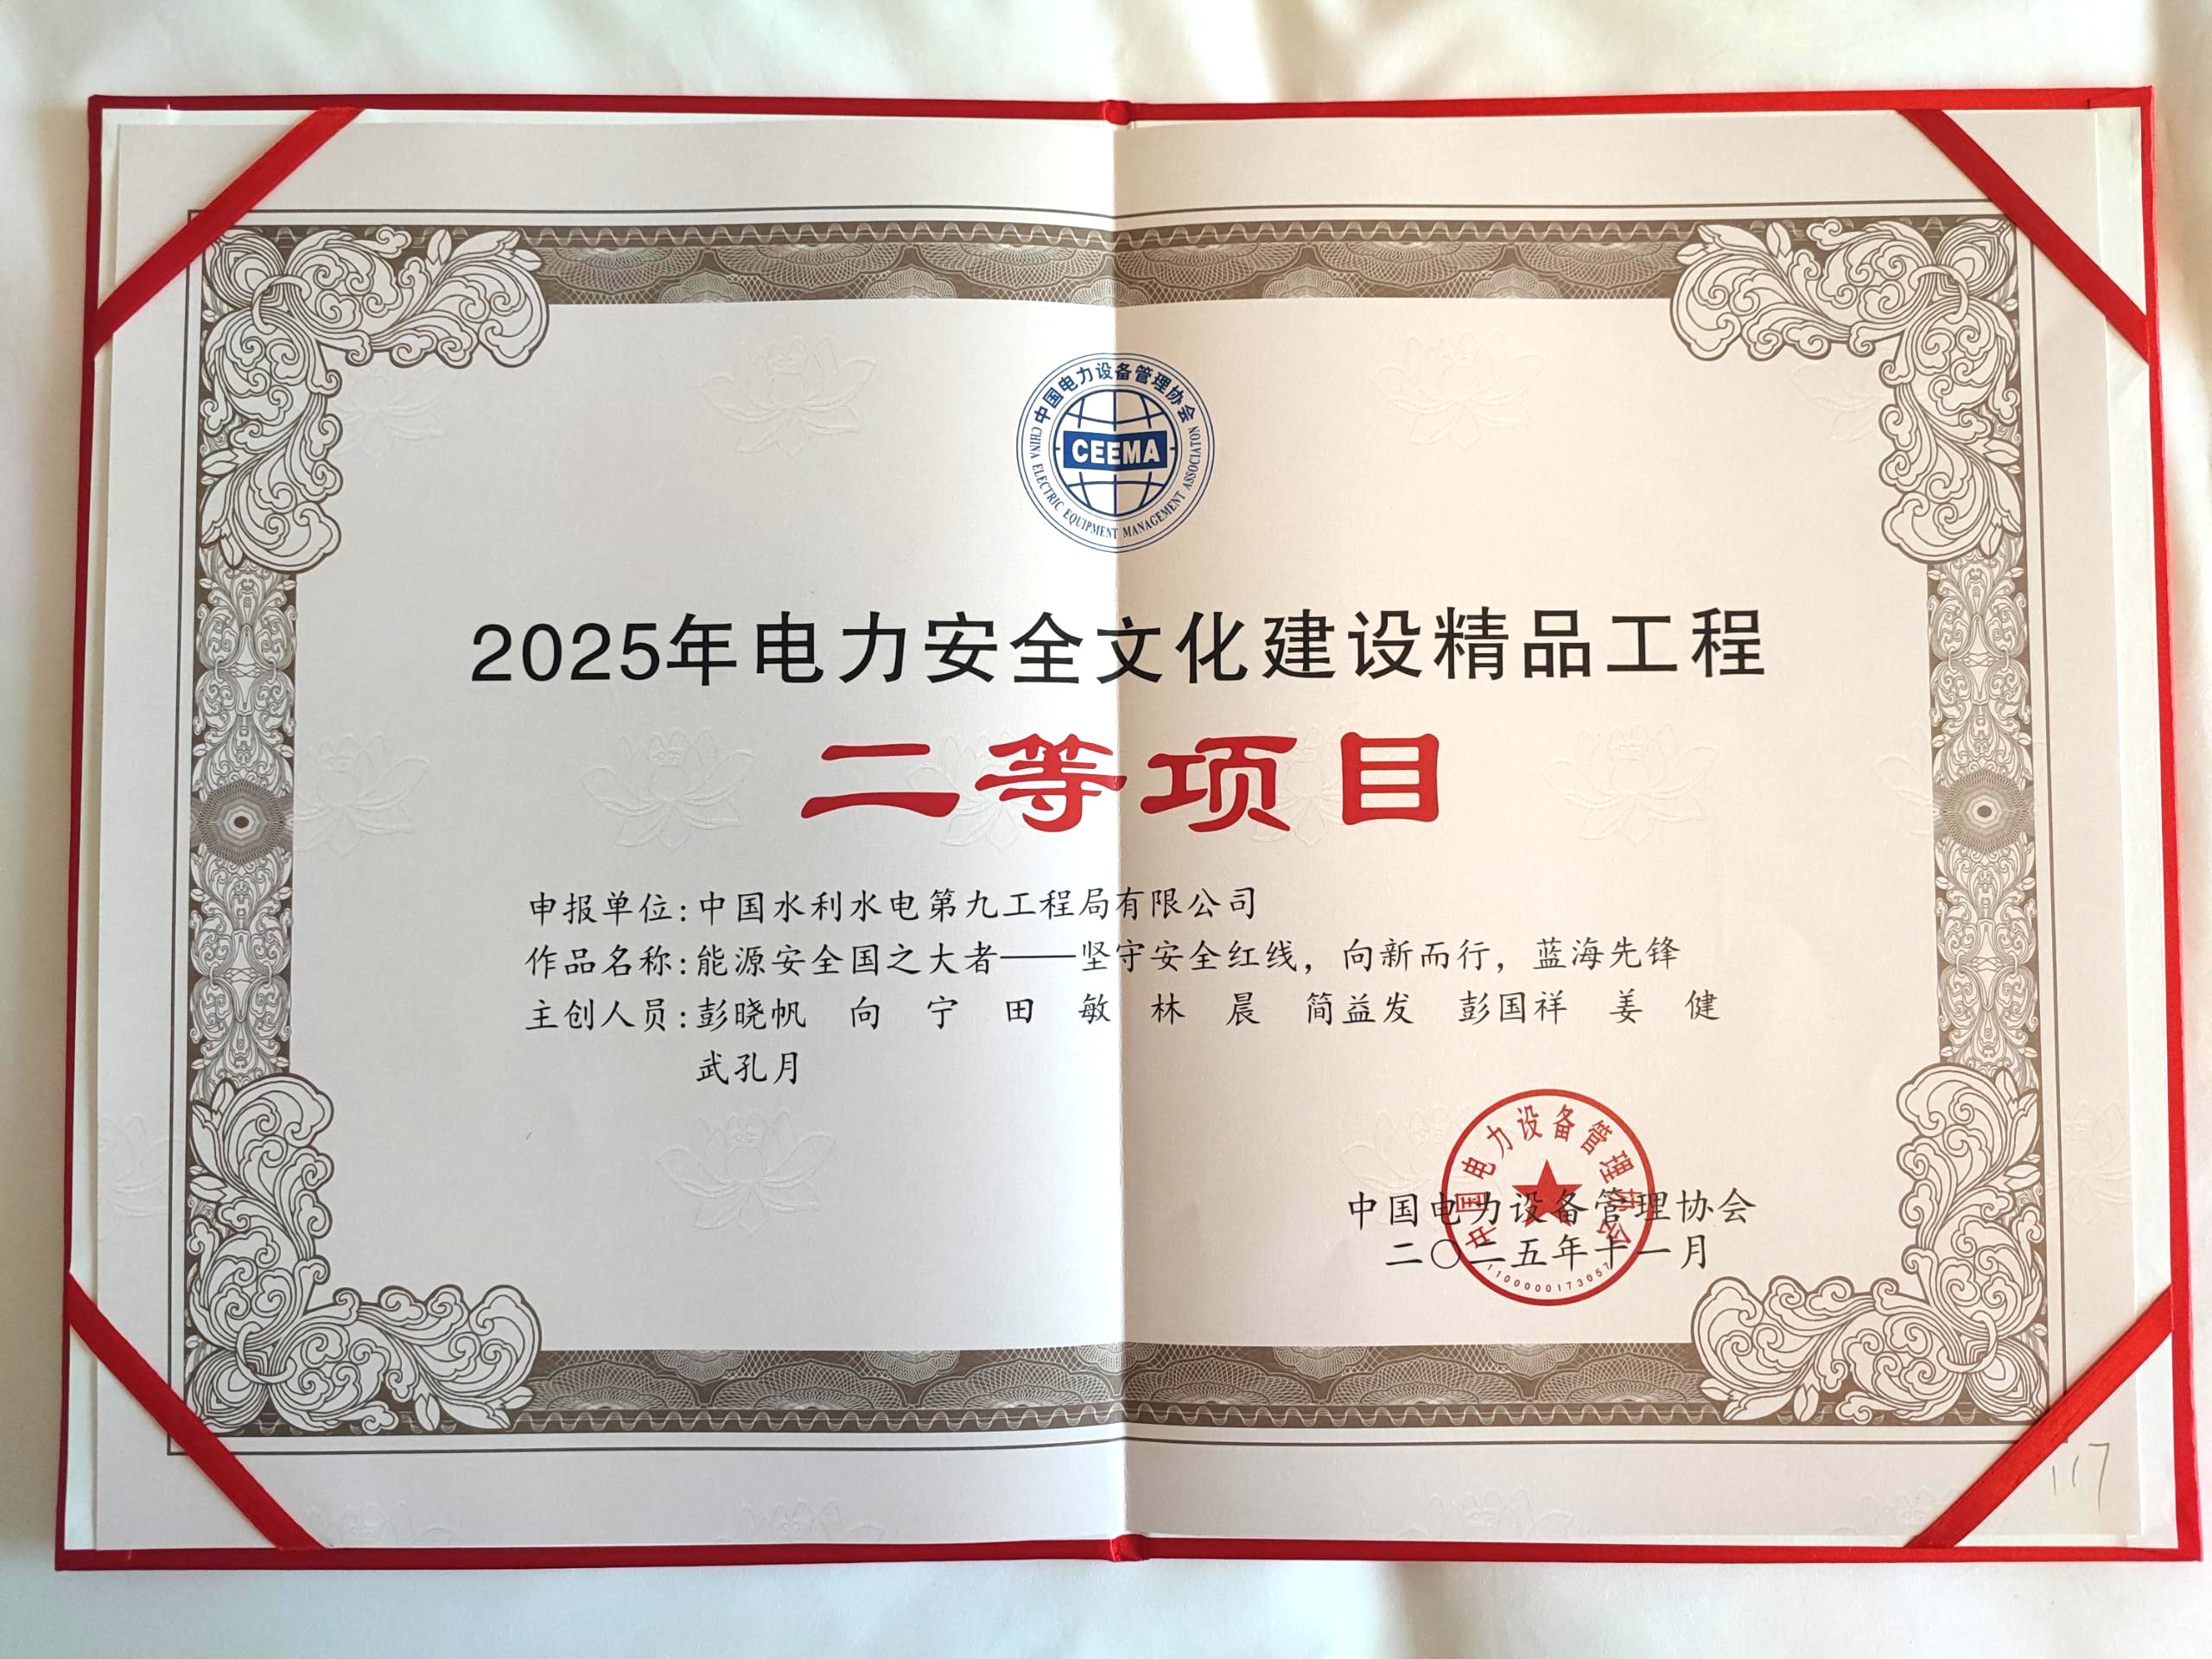 中国电力设备管理协会
CEEMA
CHINA ELECTRIC EQUIPMENT MANAGEMENT ASSOCIATON
2025年电力安全文化建设精品工程
二等项目
申报单位:中国水利水电第九工程局有限公司
作品名称:能源安全国之大者——坚守安全红线，向新而行，蓝海先锋
主创人员:彭晓帆 向 宁 田 敏 林 晨 简益发 彭国祥 姜 健
武孔月
中国电力设备管理协会
中国电力设备管理协会
二〇二五年十一月
1100000173057
117